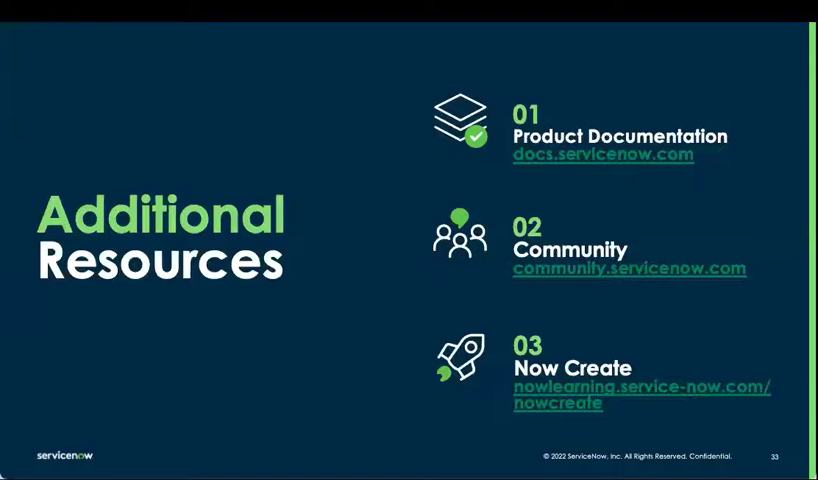 Additional
Resources
01
Product Documentation
docs.servicenow.com
02
Community
community.servicenow.com
03
Now Create
nowlearning.service-now.com/
nowcreate
servicenow
© 2022 ServiceNow, Inc. All Rights Reserved. Confidential.
33